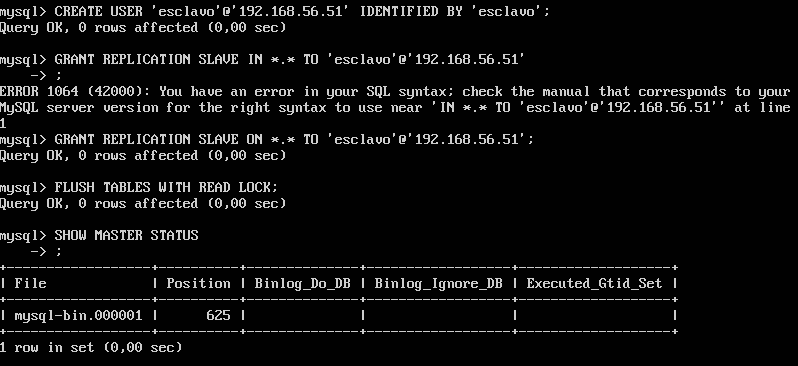 mysql> CREATE USER 'esclavo'@'192.168.56.51' IDENTIFIED BY 'esclavo';
Query OK, 0 rows affected (0,00 sec)
mysql> GRANT REPLICATION SLAVE IN *.* TO 'esclavo'@'192.168.56.51'
    -> ;
ERROR 1064 (42000): You have an error in your SQL syntax; check the manual that corresponds to your
MySQL server version for the right syntax to use near 'IN *.* TO 'esclavo'@'192.168.56.51'' at line
1
mysql> GRANT REPLICATION SLAVE ON *.* TO 'esclavo'@'192.168.56.51';
Query OK, 0 rows affected (0,00 sec)
mysql> FLUSH TABLES WITH READ LOCK;
Query OK, 0 rows affected (0,00 sec)
mysql> SHOW MASTER STATUS
    -> ;
+------------------+----------+--------------+------------------+-------------------+
| File             | Position | Binlog_Do_DB | Binlog_Ignore_DB | Executed_Gtid_Set |
+------------------+----------+--------------+------------------+-------------------+
| mysql-bin.000001 |      625 |              |                  |                   |
+------------------+----------+--------------+------------------+-------------------+
1 row in set (0,00 sec)